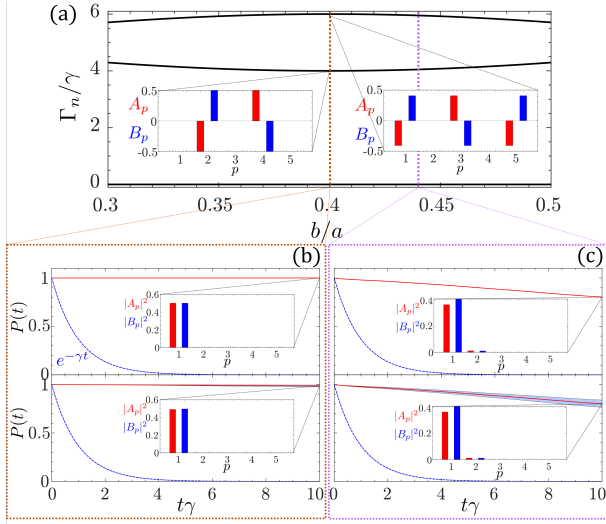 (a)
Γₙ/γ
6
4
2
0
0.5
0
-0.5
A_p
B_p
1 2 3 4 5
p
0.5
0
-0.5
A_p
B_p
1 2 3 4 5
p
0.3 0.35 0.4 0.45 0.5
b/a
(b)
P(t)
1
0.5
0
e^{-γt}
|A_p|²
|B_p|²
0.6
0.4
0.2
0
1 2 3 4 5
p
(c)
|A_p|²
|B_p|²
0.4
0.2
0
1 2 3 4 5
p
P(t)
1
0.5
0
|A_p|²
|B_p|²
0.6
0.4
0.2
0
1 2 3 4 5
p
0 2 4 6 8 10
tγ
|A_p|²
|B_p|²
0.4
0.2
0
1 2 3 4 5
p
0 2 4 6 8 10
tγ